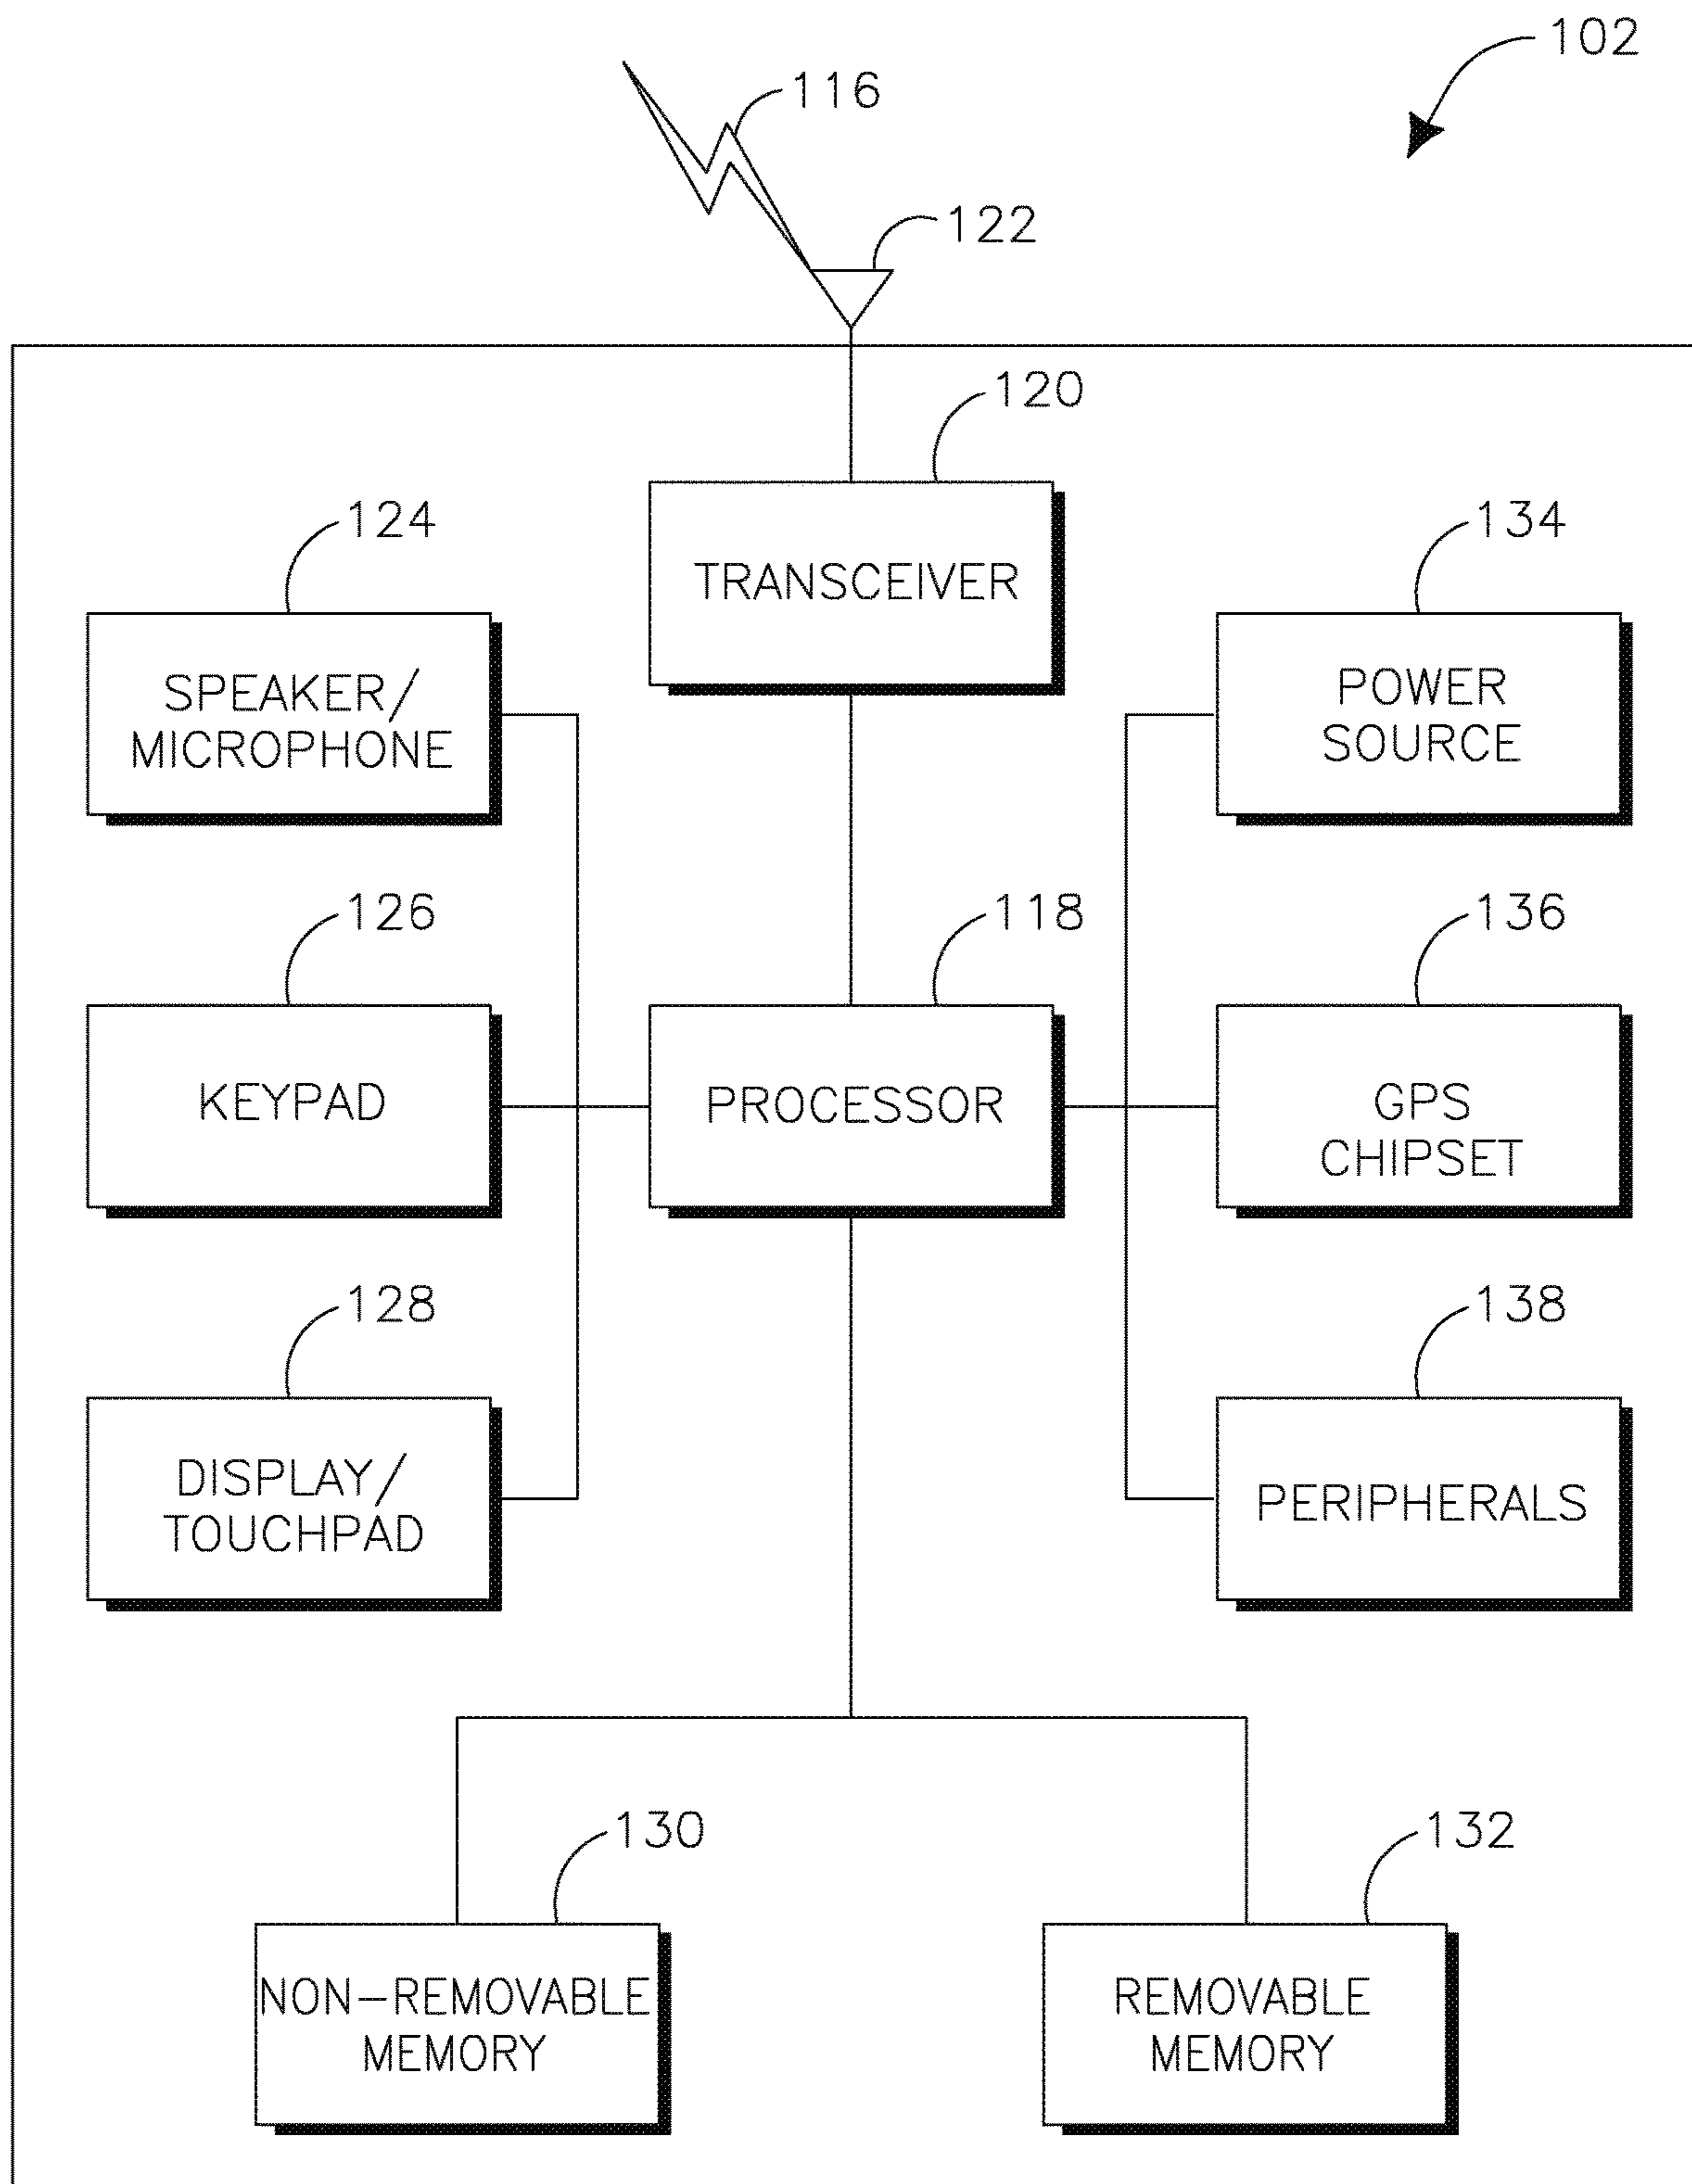 102
116
122
120
TRANSCEIVER
124
SPEAKER/
MICROPHONE
134
POWER
SOURCE
126
KEYPAD
118
PROCESSOR
136
GPS
CHIPSET
128
DISPLAY/
TOUCHPAD
138
PERIPHERALS
130
NON-REMOVABLE
MEMORY
132
REMOVABLE
MEMORY